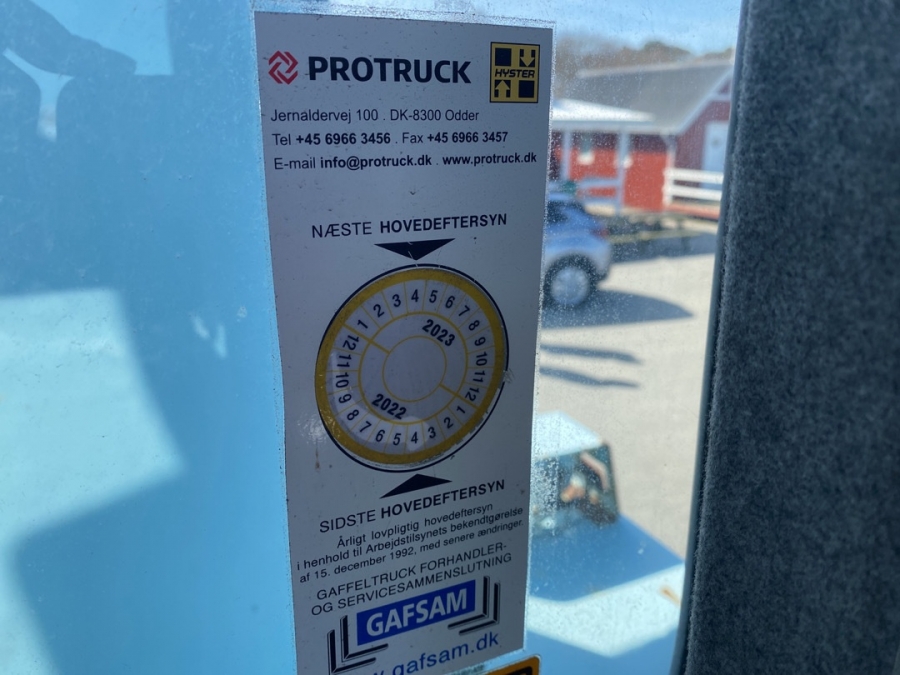 PROTRUCK
HYSTER
Jernaldervej 100 . DK-8300 Odder
Tel +45 6966 3456 . Fax +45 6966 3457
E-mail info@protruck.dk . www.protruck.dk
NÆSTE HOVEDEFTERSYN
1 2 3 4 5 6 7 8 9 10 11 12
2023
2022
1 2 3 4 5 6 7 8 9 10 11 12
SIDSTE HOVEDEFTERSYN
Årligt lovpligtig hovedeftersyn
i henhold til Arbejdstilsynets bekendtgørelse
af 15. december 1992, med senere ændringer
GAFFELTRUCK FORHANDLER-
OG SERVICESAMMENSLUTNING
GAFSAM
.gafsam.dk